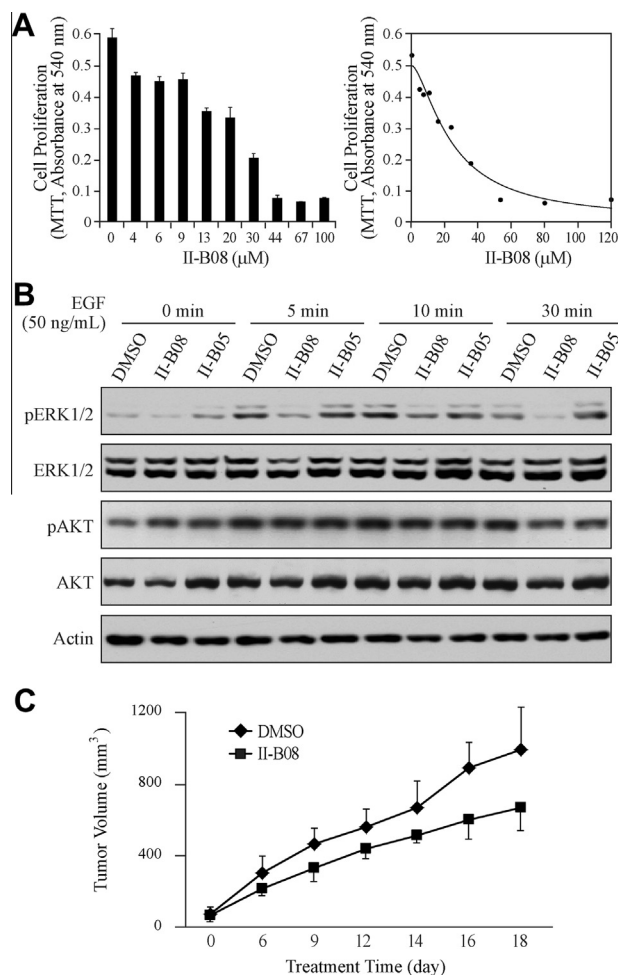 A
Cell Proliferation
(MTT, Absorbance at 540 nm)
0.6
0.5
0.4
0.3
0.2
0.1
0
0 4 6 9 13 20 30 44 67 100
II-B08 (μM)
Cell Proliferation
(MTT, Absorbance at 540 nm)
0.6
0.5
0.4
0.3
0.2
0.1
0
0 20 40 60 80 100 120
II-B08 (μM)
B
EGF
(50 ng/mL)
0 min 5 min 10 min 30 min
DMSO II-B08 II-B05 DMSO II-B08 II-B05 DMSO II-B08 II-B05 DMSO II-B08 II-B05
pERK1/2
ERK1/2
pAKT
AKT
Actin
C
Tumor Volume (mm³)
1200
800
400
0
DMSO
II-B08
0 6 9 12 14 16 18
Treatment Time (day)